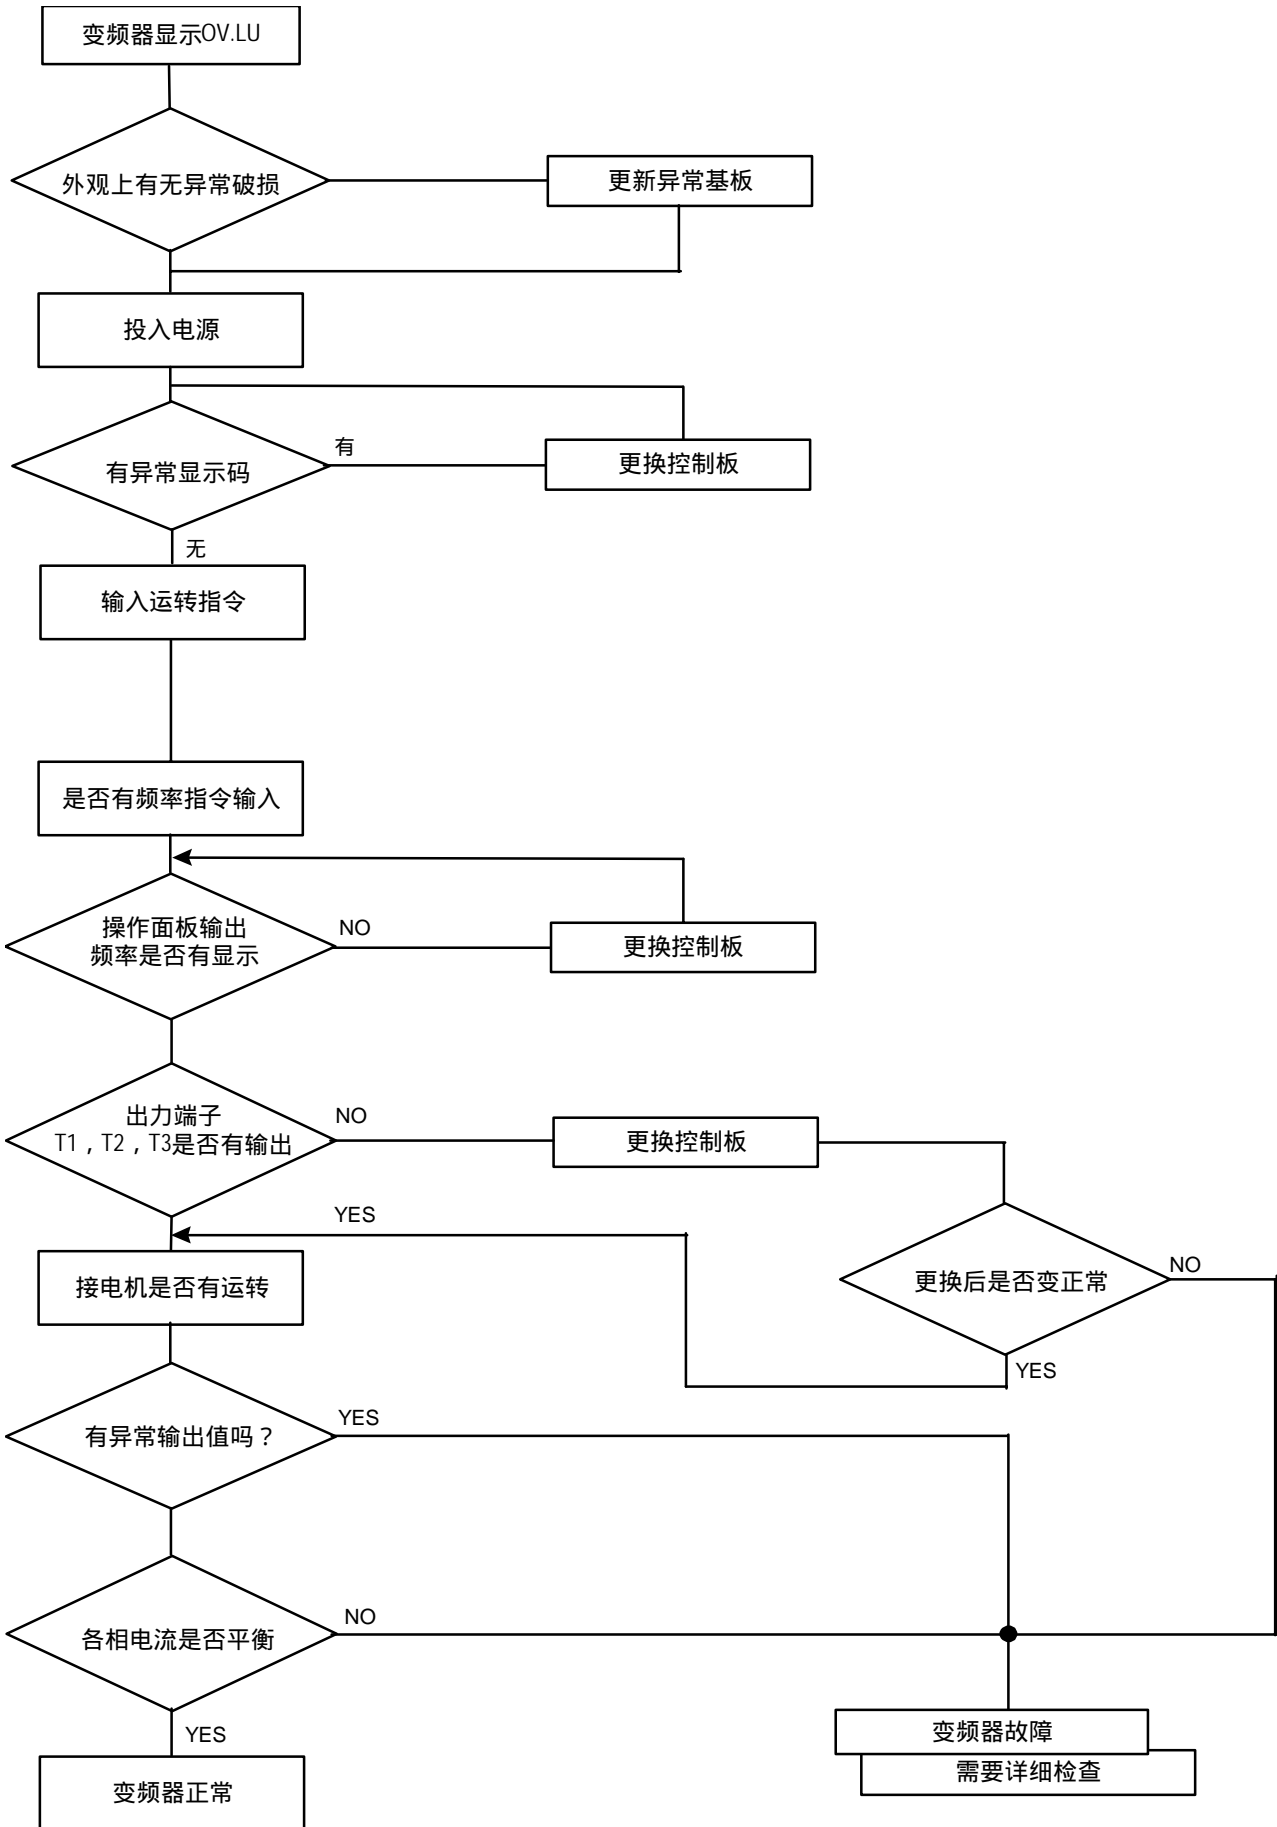 变频器显示OV.LU
外观上有无异常破损
更新异常基板
投入电源
有异常显示码
有
更换控制板
无
输入运转指令
是否有频率指令输入
操作面板输出
频率是否有显示
NO
更换控制板
出力端子
T1，T2，T3是否有输出
NO
更换控制板
YES
接电机是否有运转
更换后是否变正常
NO
YES
有异常输出值吗？
YES
各相电流是否平衡
NO
YES
变频器故障
需要详细检查
变频器正常